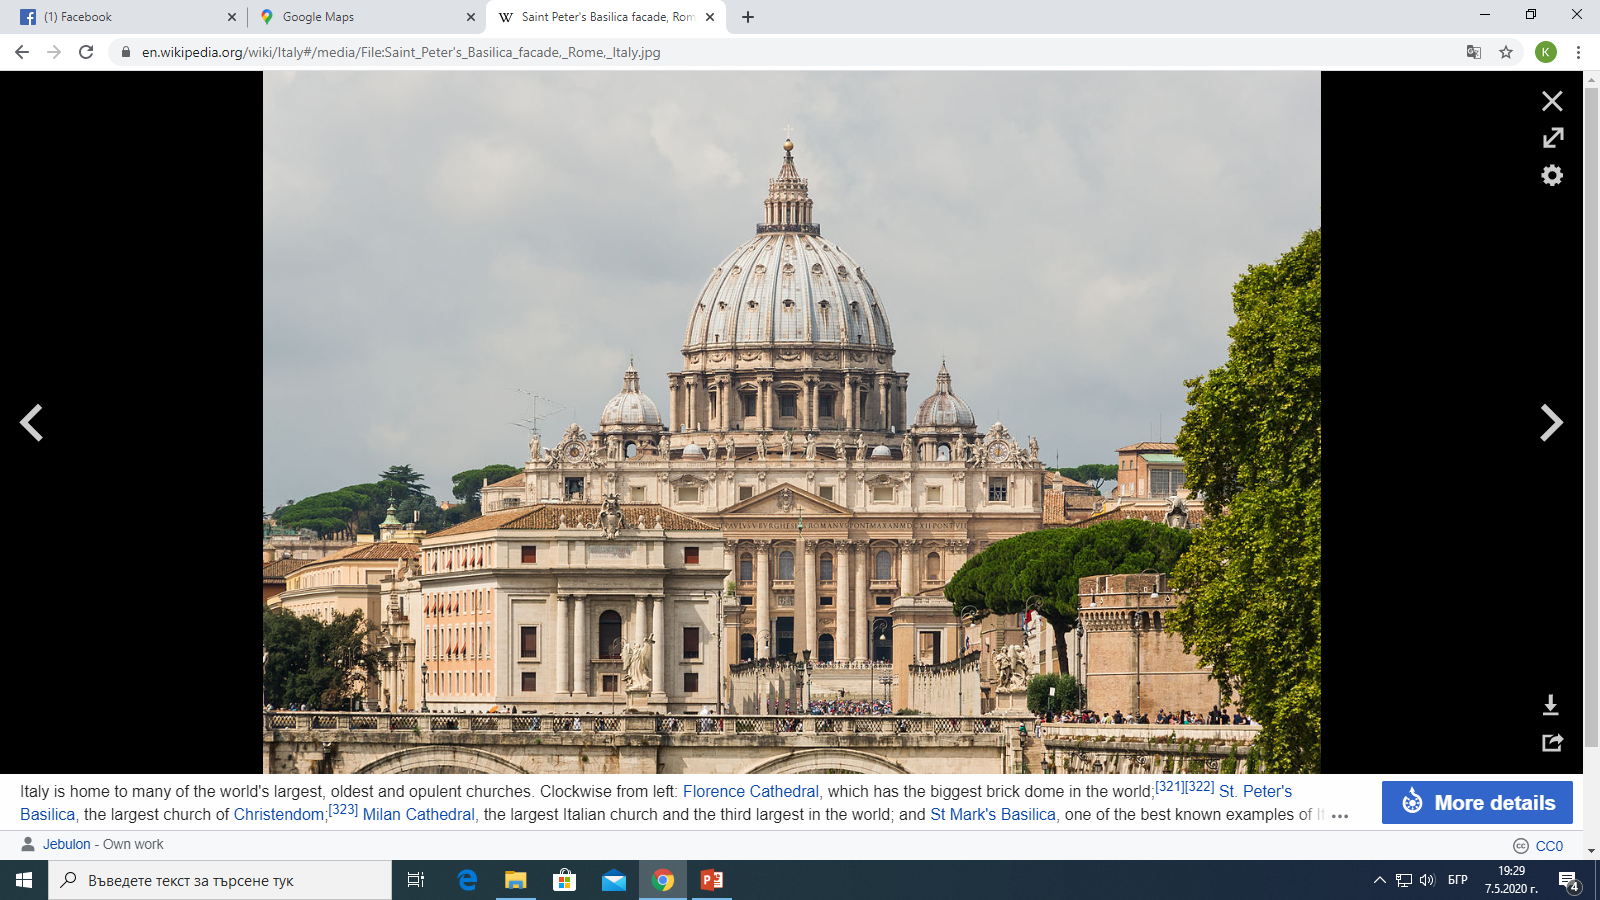 (1) Facebook
Google Maps
Saint Peter's Basilica facade, Rom
en.wikipedia.org/wiki/Italy#/media/File:Saint_Peter's_Basilica_facade,_Rome,_Italy.jpg
K
Italy is home to many of the world's largest, oldest and opulent churches. Clockwise from left: Florence Cathedral, which has the biggest brick dome in the world;[321][322] St. Peter's
Basilica, the largest church of Christendom;[323] Milan Cathedral, the largest Italian church and the third largest in the world; and St Mark's Basilica, one of the best known examples of
More details
Jebulon - Own work
CC0
Въведете текст за търсене тук
БГР
19:29
7.5.2020 г.
4